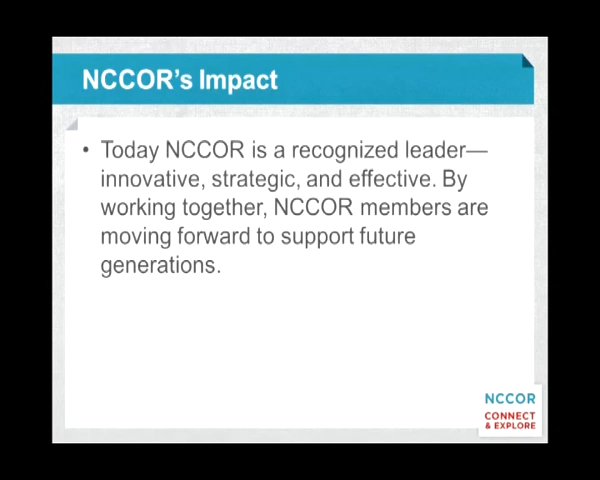 NCCOR's Impact
• Today NCCOR is a recognized leader—
innovative, strategic, and effective. By
working together, NCCOR members are
moving forward to support future
generations.
NCCOR
CONNECT
& EXPLORE